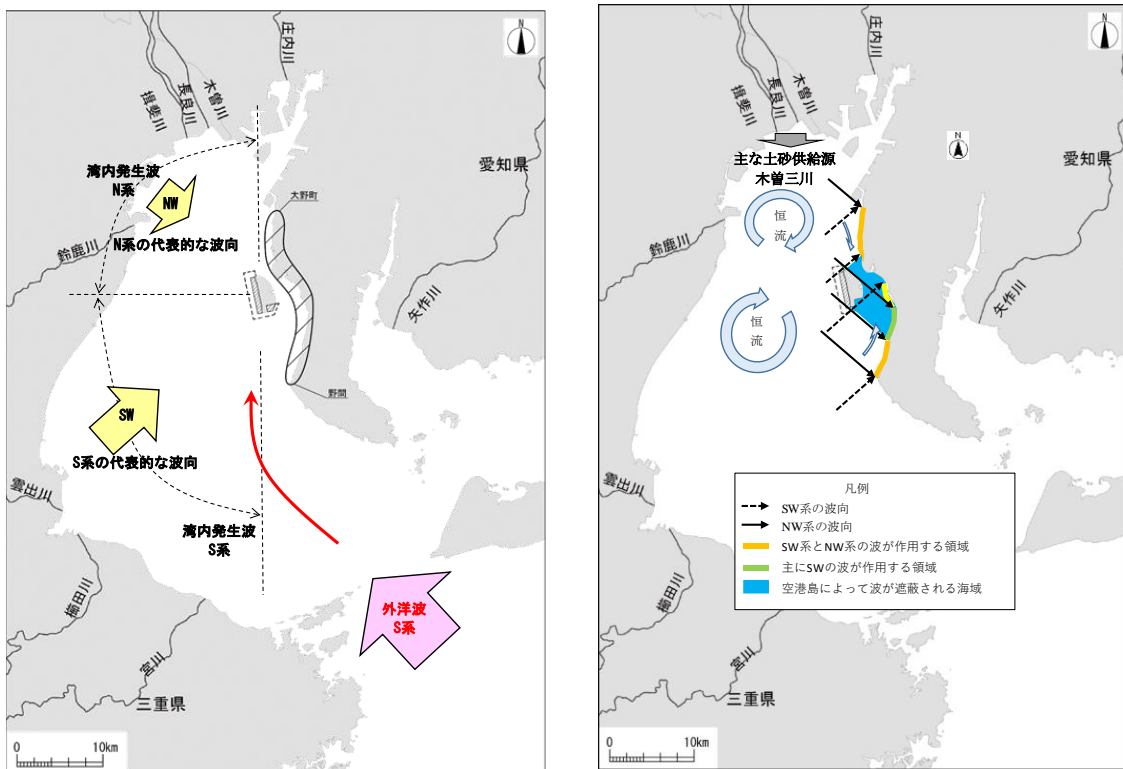 N
庄内川
木曽川
長良川
揖斐川
愛知県
湾内発生波
N系
NW
N系の代表的な波向
大野町
鈴鹿川
矢作川
SW
S系の代表的な波向
野間
雲出川
湾内発生波
S系
外洋波
S系
櫛田川
宮川
三重県
0 10km
N
庄内川
木曽川
長良川
揖斐川
N
主な土砂供給源
木曽三川
愛知県
恒
流
鈴鹿川
矢作川
恒
流
凡例
SW系の波向
NW系の波向
SW系とNW系の波が作用する領域
主にSWの波が作用する領域
空港島によって波が遮蔽される海域
雲出川
櫛田川
宮川
三重県
0 10km